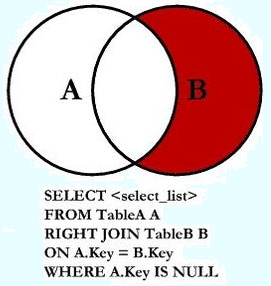 A B
SELECT <select_list>
FROM TableA A
RIGHT JOIN TableB B
ON A.Key = B.Key
WHERE A.Key IS NULL